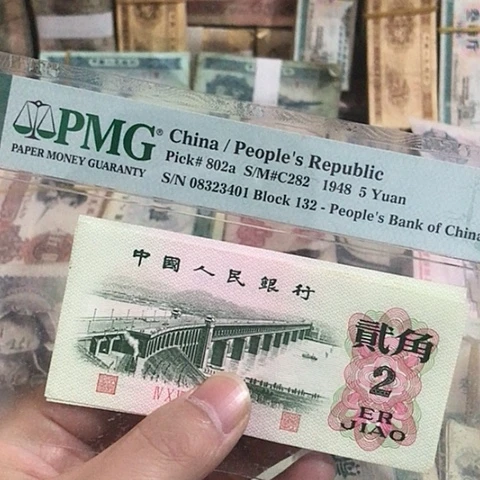 PMG®
PAPER MONEY GUARANTY
China / People's Republic
Pick# 802a S/M#C282 1948 5 Yuan
S/N 08323401 Block 132 - People's Bank of China
中國人民銀行
貳角
2
ER
JIAO